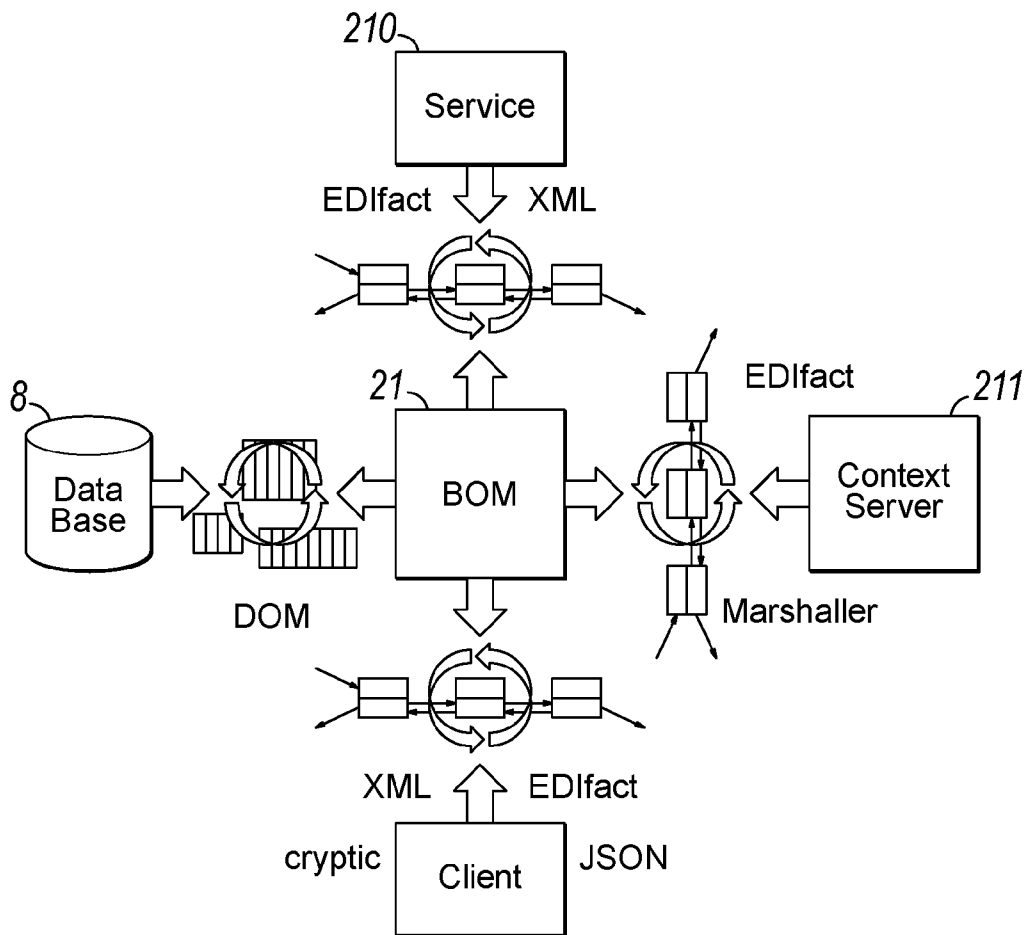 210
Service
EDIfact XML
8
Data
Base
DOM
21
BOM
EDIfact
211
Context
Server
Marshaller
XML EDIfact
cryptic
Client
JSON